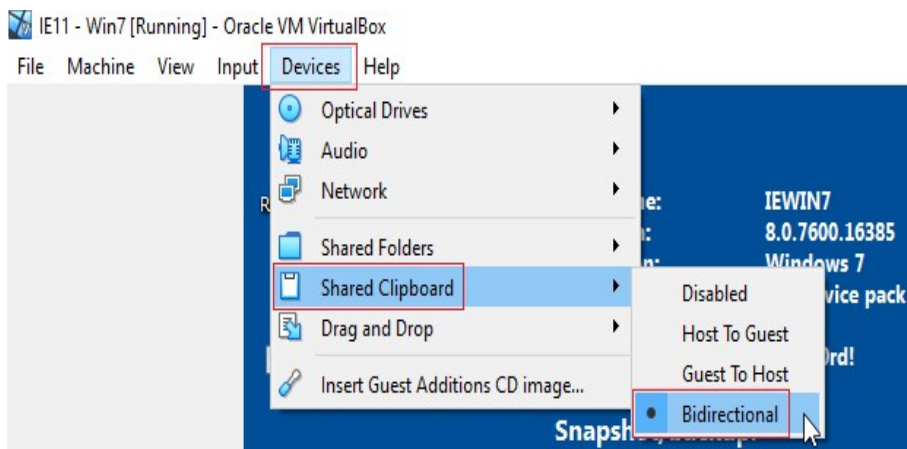 IE11 - Win7 [Running] - Oracle VM VirtualBox
File Machine View Input Devices Help
Optical Drives
Audio
Network
Shared Folders
Shared Clipboard
Drag and Drop
Insert Guest Additions CD image...
Disabled
Host To Guest
Guest To Host
Bidirectional
IEWIN7
8.0.7600.16385
Windows 7
vice pack